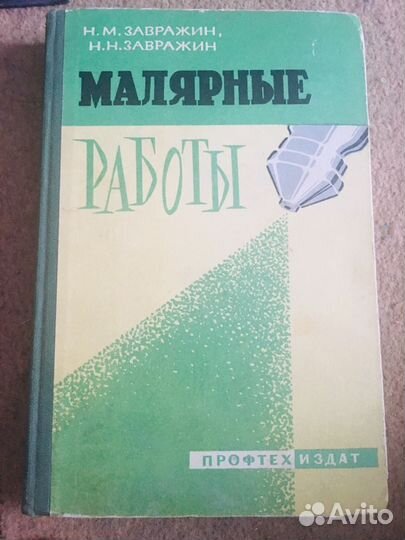 Н. М. ЗАВРАЖИН,
Н. Н. ЗАВРАЖИН
МАЛЯРНЫЕ
РАБОТЫ
ПРОФТЕХИЗДАТ
Avito